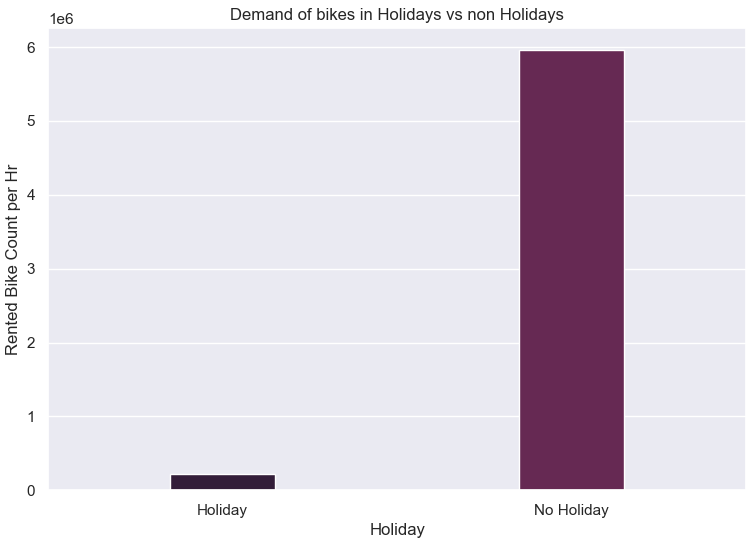 Demand of bikes in Holidays vs non Holidays
1e6
6
5
4
3
2
1
0
Rented Bike Count per Hr
Holiday
No Holiday
Holiday